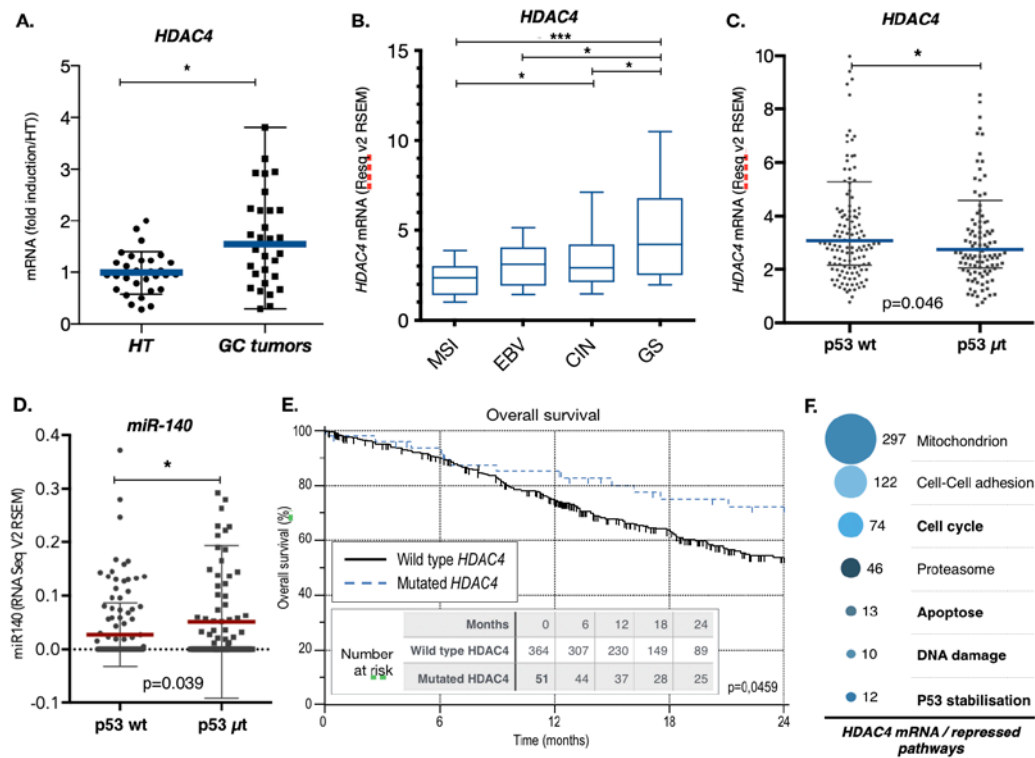 A.
HDAC4
*
mRNA (fold induction/HT))
5
4
3
2
1
0
HT
GC tumors
B.
HDAC4
***
*
*
*
HDAC4 mRNA (Resq v2 RSEM)
15
10
5
0
MSI
EBV
CIN
GS
C.
HDAC4
*
HDAC4 mRNA (Resq v2 RSEM)
10
8
6
4
2
0
p=0.046
p53 wt
p53 µt
D.
miR-140
*
miR140 (RNA Seq V2 RSEM)
0.4
0.3
0.2
0.1
0.0
-0.1
p=0.039
p53 wt
p53 µt
E.
Overall survival
Overall survival (%)
100
80
60
40
20
0,0
Wild type HDAC4
Mutated HDAC4
Number at risk
Months 0 6 12 18 24
Wild type HDAC4 364 307 230 149 89
Mutated HDAC4 51 44 37 28 25
p=0,0459
0 6 12 18 24
Time (months)
F.
297 Mitochondrion
122 Cell-Cell adhesion
74 Cell cycle
46 Proteasome
13 Apoptose
10 DNA damage
12 P53 stabilisation
HDAC4 mRNA / repressed
pathways